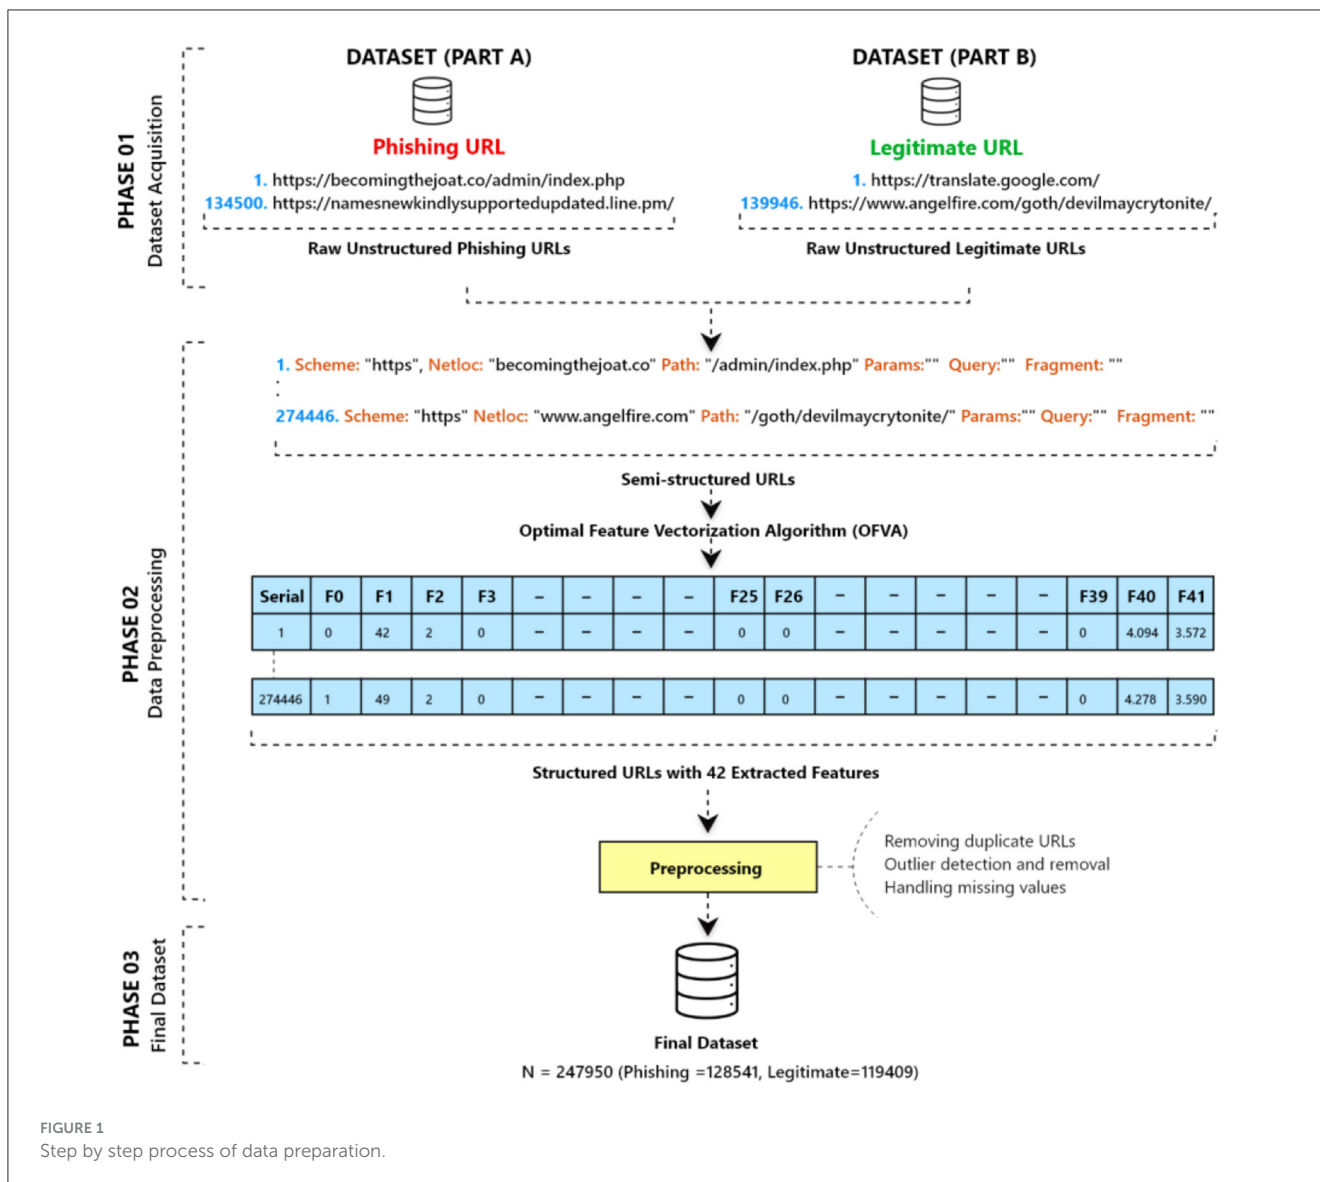 DATASET (PART A)
DATASET (PART B)
Phishing URL
Legitimate URL
1. https://becomingthejoat.co/admin/index.php
134500. https://namesnewkindlysupportedupdated.line.pm/
1. https://translate.google.com/
139946. https://www.angelfire.com/goth/devilmaycrytonite/
Raw Unstructured Phishing URLs
Raw Unstructured Legitimate URLs
PHASE 01
Dataset Acquisition
1. Scheme: "https", Netloc: "becomingthejoat.co" Path: "/admin/index.php" Params:"" Query:"" Fragment: ""
:
274446. Scheme: "https" Netloc: "www.angelfire.com" Path: "/goth/devilmaycrytonite/" Params:"" Query:"" Fragment: ""
Semi-structured URLs
Optimal Feature Vectorization Algorithm (OFVA)
Serial F0 F1 F2 F3 – – – – F25 F26 – – – – – F39 F40 F41
1 0 42 2 0 – – – – 0 0 – – – – – 0 4.094 3.572
274446 1 49 2 0 – – – – 0 0 – – – – – 0 4.278 3.590
Structured URLs with 42 Extracted Features
PHASE 02
Data Preprocessing
Preprocessing
Removing duplicate URLs
Outlier detection and removal
Handling missing values
PHASE 03
Final Dataset
Final Dataset
N = 247950 (Phishing =128541, Legitimate=119409)
FIGURE 1
Step by step process of data preparation.